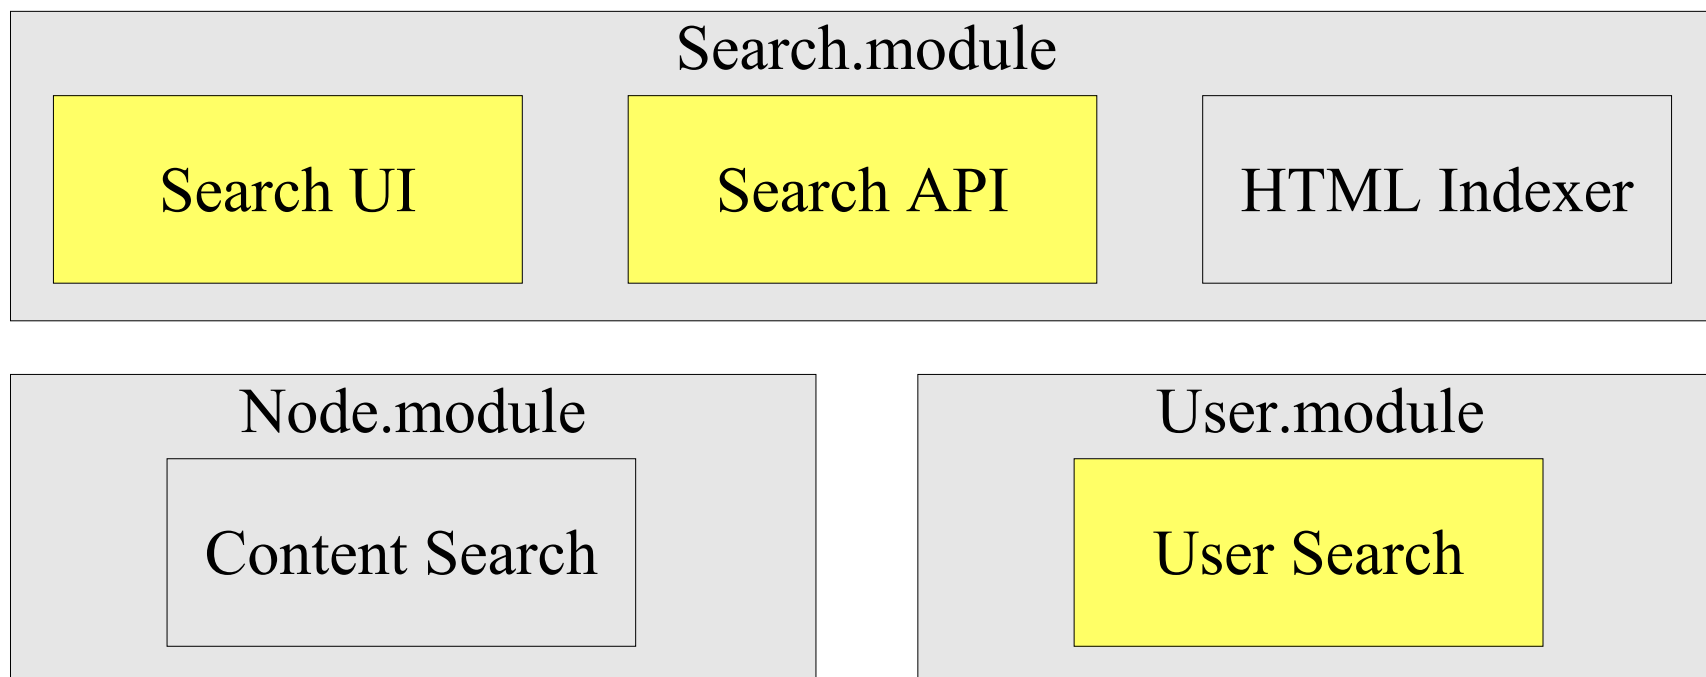 Search.module
Search UI
Search API
HTML Indexer
Node.module
User.module
Content Search
User Search